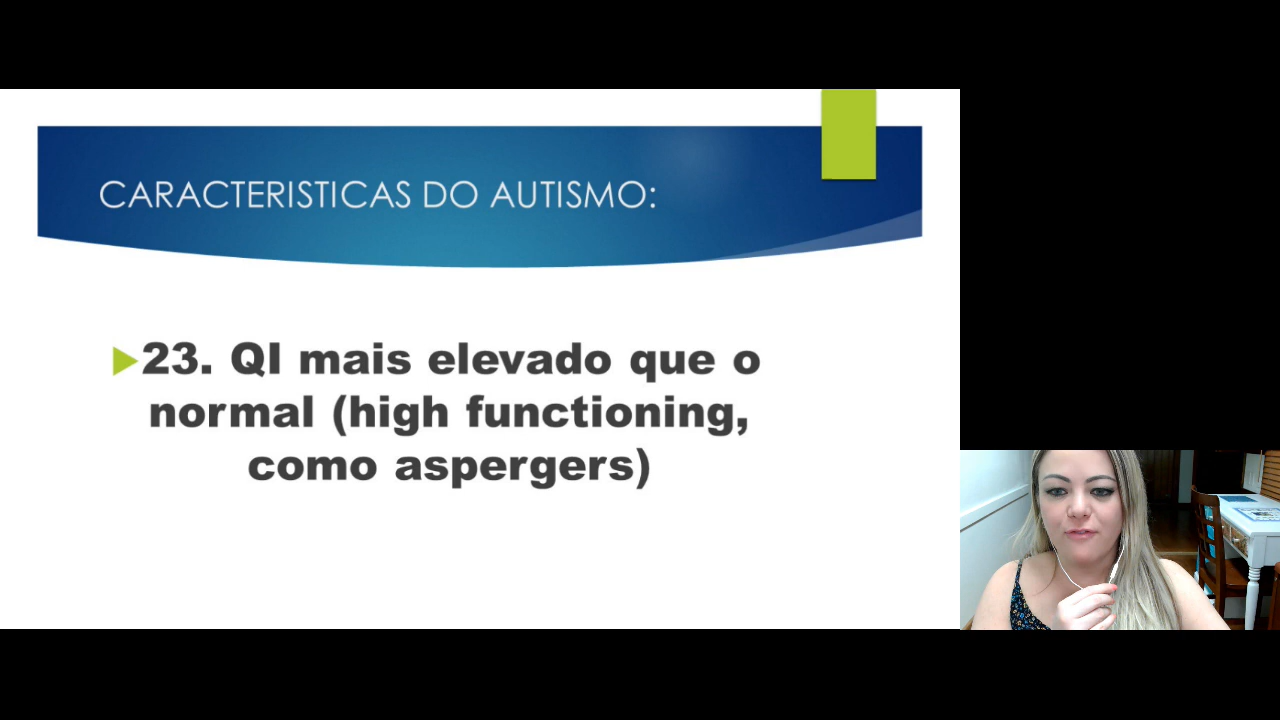 CARACTERISTICAS DO AUTISMO:
23. QI mais elevado que o
normal (high functioning,
como aspergers)